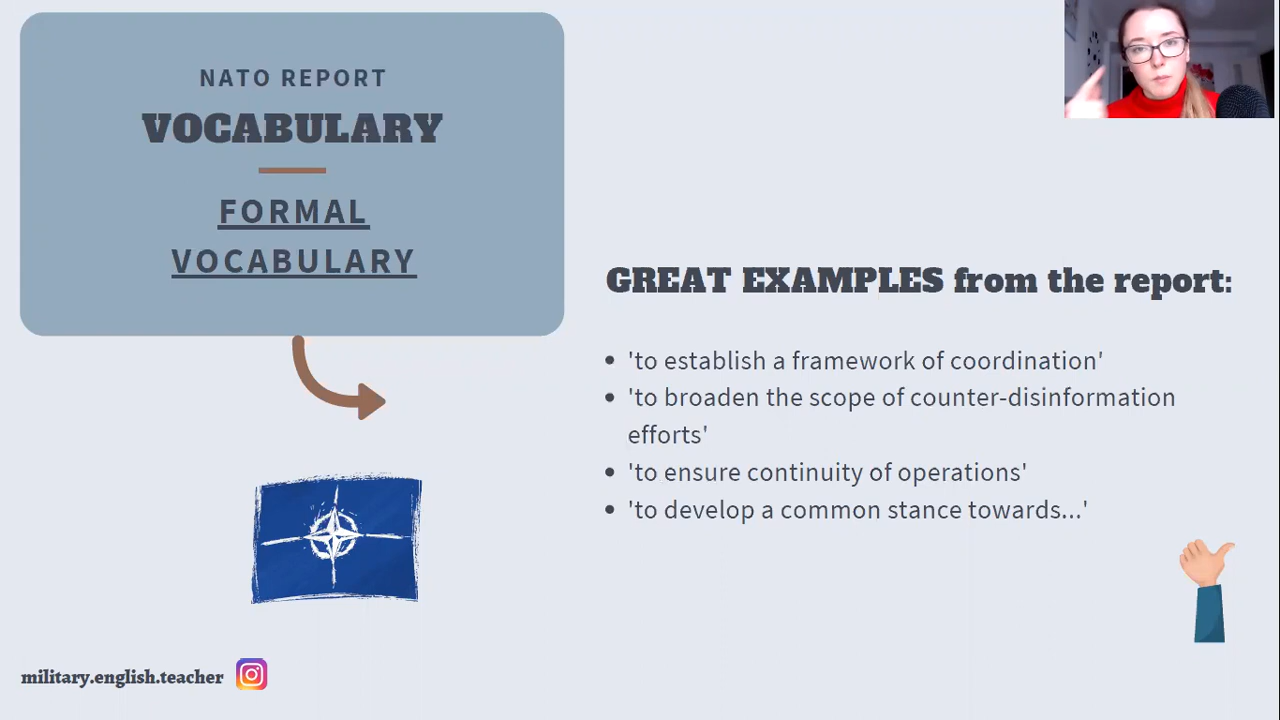 NATO REPORT
VOCABULARY
FORMAL
VOCABULARY
GREAT EXAMPLES from the report:
• 'to establish a framework of coordination'
• 'to broaden the scope of counter-disinformation
efforts'
• 'to ensure continuity of operations'
• 'to develop a common stance towards...'
military.english.teacher